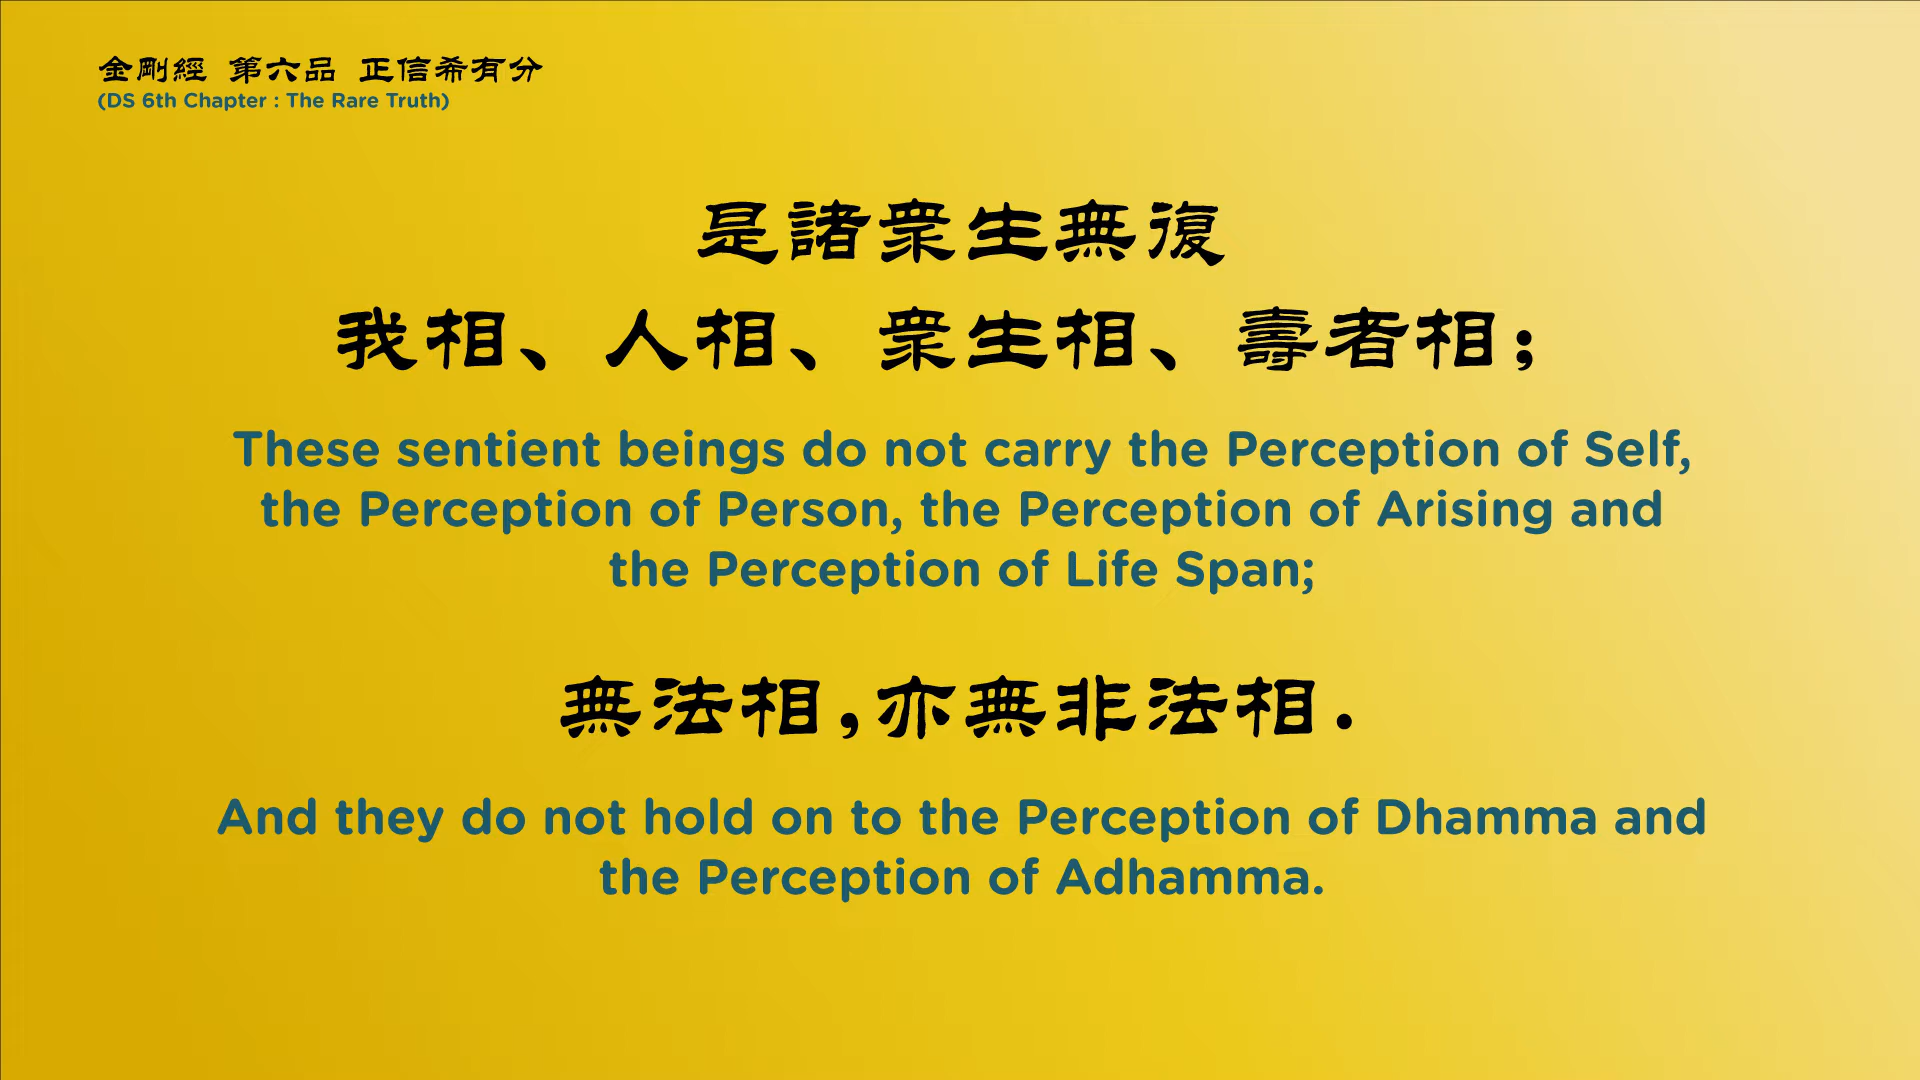 金剛經 第六品 正信希有分
(DS 6th Chapter : The Rare Truth)
是諸衆生無復
我相、人相、衆生相、壽者相；
These sentient beings do not carry the Perception of Self,
the Perception of Person, the Perception of Arising and
the Perception of Life Span;
無法相,亦無非法相.
And they do not hold on to the Perception of Dhamma and
the Perception of Adhamma.